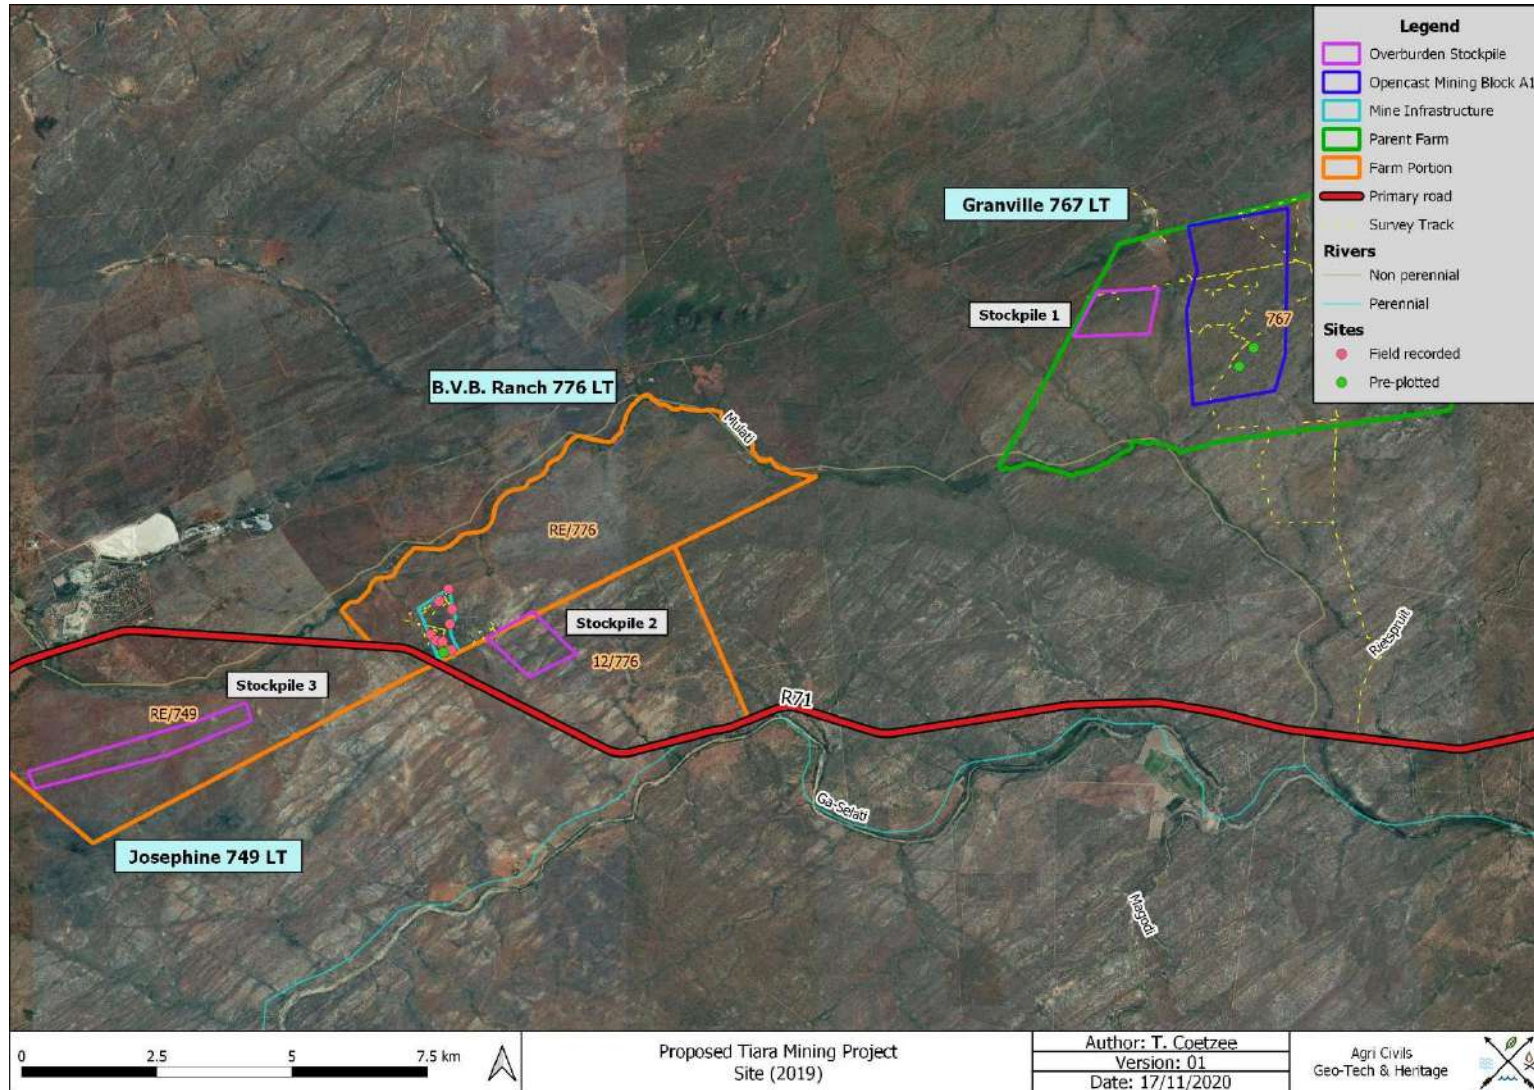 Legend
Overburden Stockpile
Opencast Mining Block A1
Mine Infrastructure
Parent Farm
Farm Portion
Primary road
Survey Track
Rivers
Non perennial
Perennial
Sites
Field recorded
Pre-plotted
Granville 767 LT
Stockpile 1
767
B.V.B. Ranch 776 LT
Mulati
RE/776
Stockpile 2
12/776
Rietspruit
Stockpile 3
RE/749
R71
Ga-Selati
Josephine 749 LT
Magodi
0 2.5 5 7.5 km
Proposed Tiara Mining Project
Site (2019)
Author: T. Coetzee
Version: 01
Date: 17/11/2020
Agri Civils
Geo-Tech & Heritage